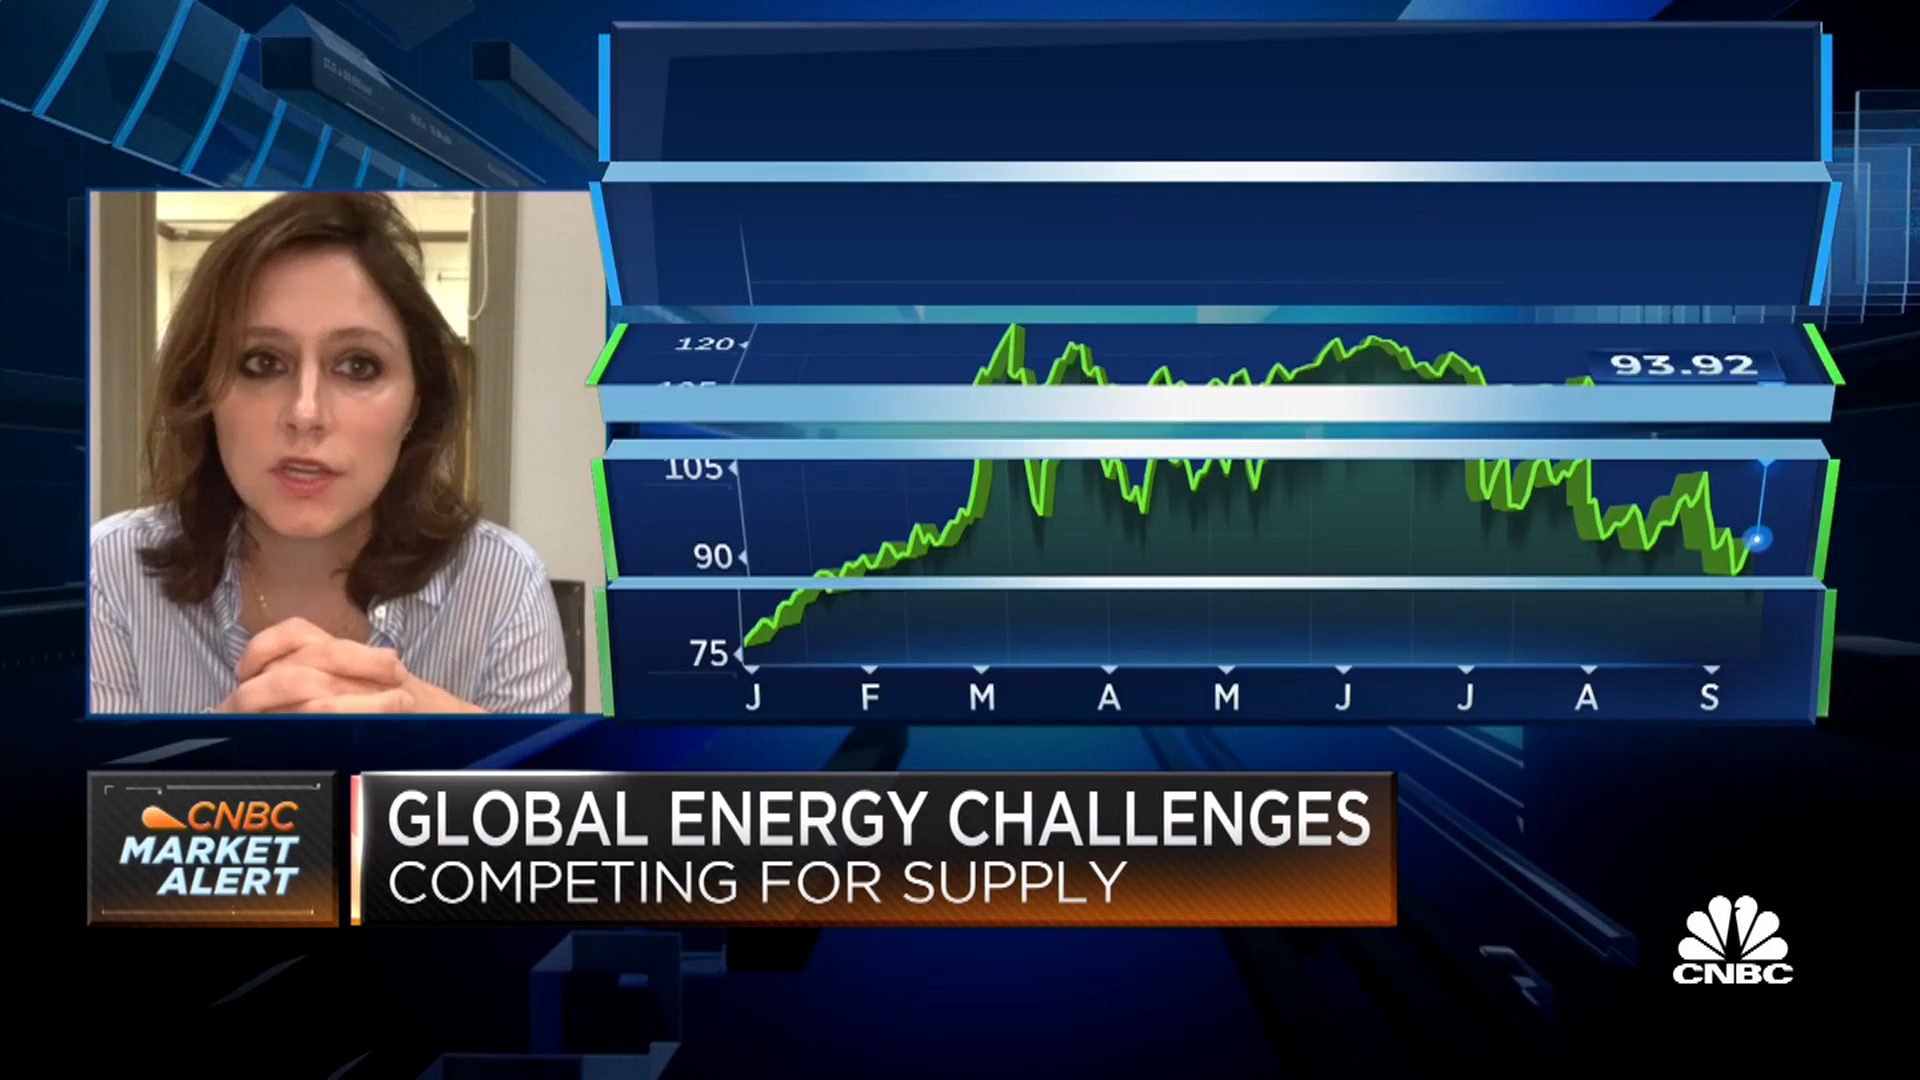 120
93.92
105
90
75
J F M A M J J A S
CNBC
MARKET
ALERT
GLOBAL ENERGY CHALLENGES
COMPETING FOR SUPPLY
CNBC